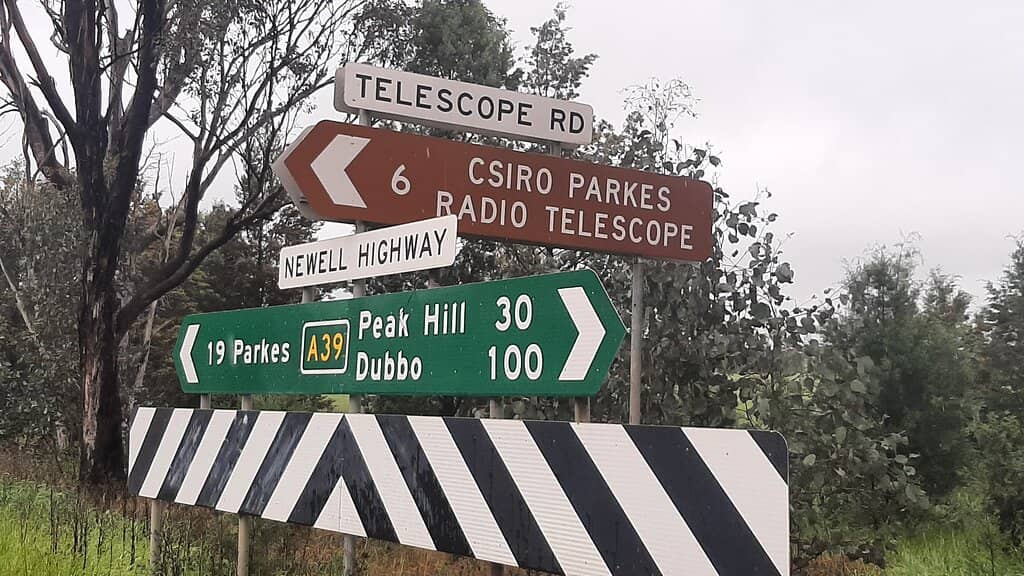 TELESCOPE RD
6 CSIRO PARKES
RADIO TELESCOPE
NEWELL HIGHWAY
19 Parkes A39 Peak Hill 30
Dubbo 100